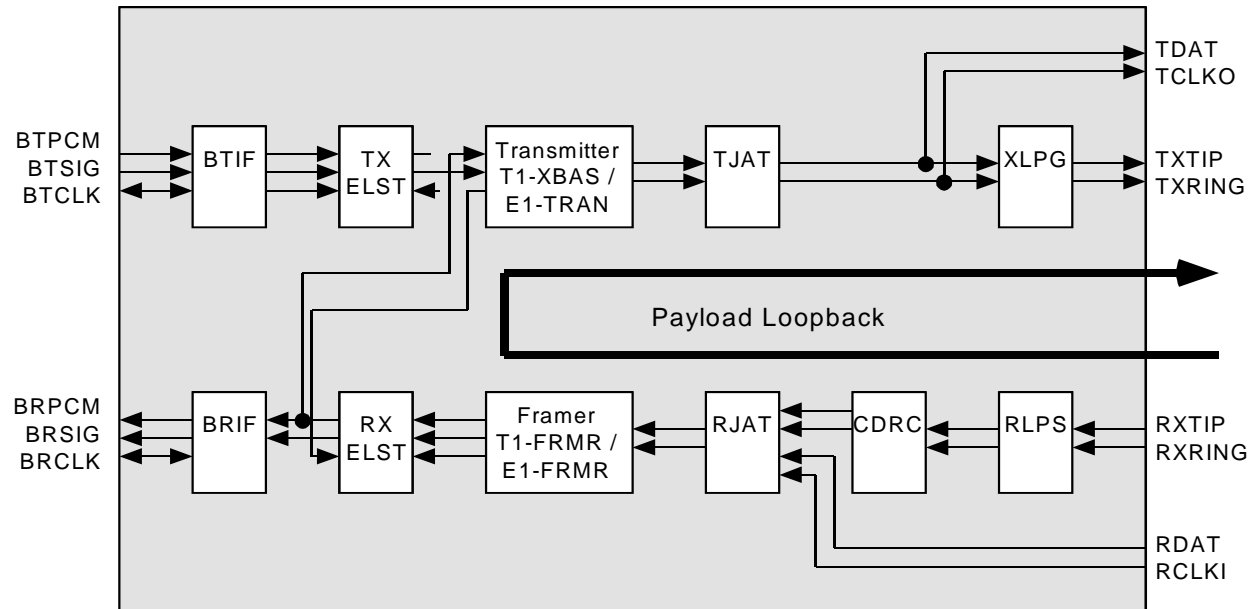 TDAT
TCLKO
BTPCM
BTSIG
BTCLK
BTIF
TX
ELST
Transmitter
T1-XBAS /
E1-TRAN
TJAT
XLPG
TXTIP
TXRING
Payload Loopback
BRPCM
BRSIG
BRCLK
BRIF
RX
ELST
Framer
T1-FRMR /
E1-FRMR
RJAT
CDRC
RLPS
RXTIP
RXRING
RDAT
RCLKI